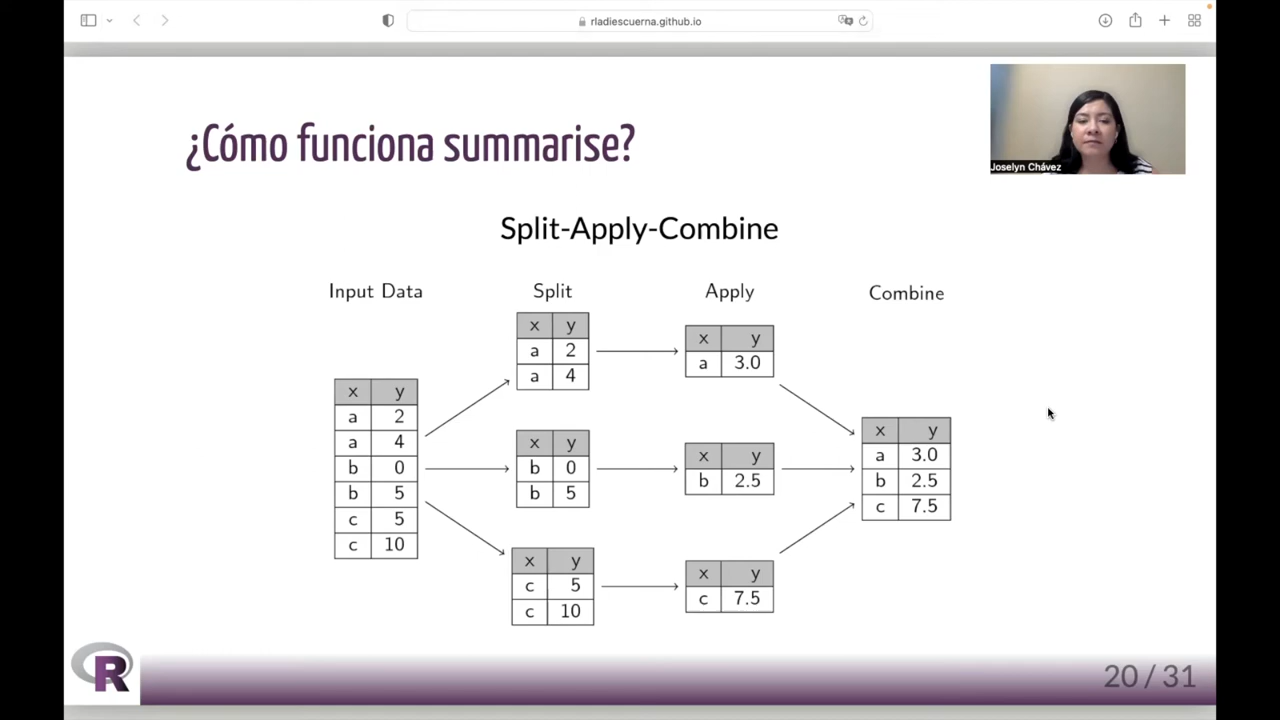 rladiescuerna.github.io
¿Cómo funciona summarise?
Joselyn Chávez
Split-Apply-Combine
Input Data
x y
a 2
a 4
b 0
b 5
c 5
c 10
Split
x y
a 2
a 4
x y
b 0
b 5
x y
c 5
c 10
Apply
x y
a 3.0
x y
b 2.5
x y
c 7.5
Combine
x y
a 3.0
b 2.5
c 7.5
R
20 / 31